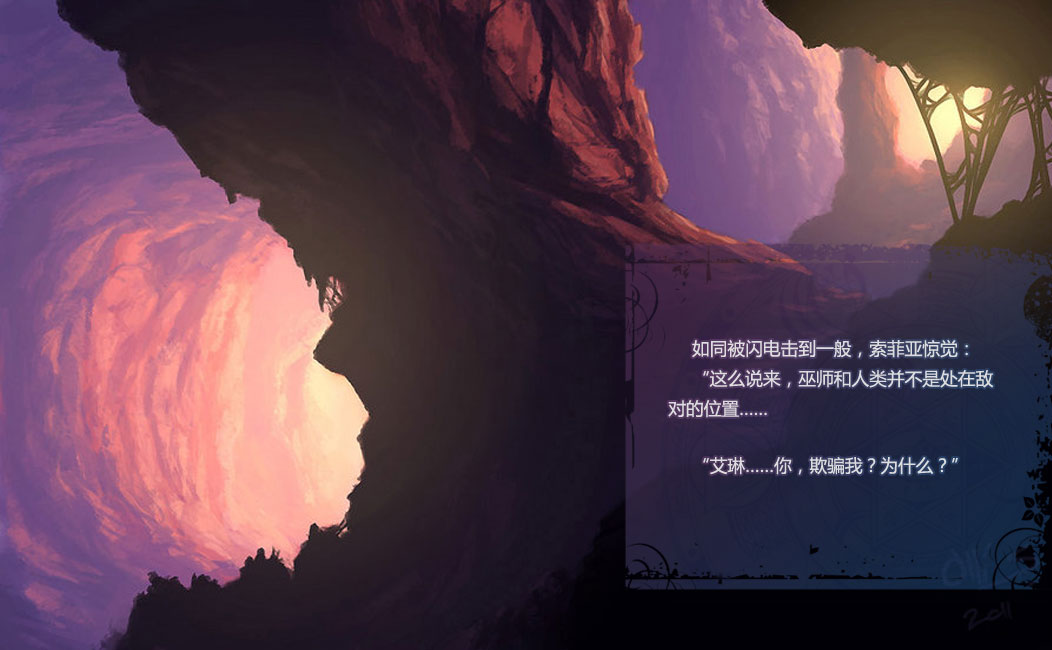 如同被闪电击到一般，索菲亚惊觉：
“这么说来，巫师和人类并不是处在敌
对的位置……
“艾琳……你，欺骗我？为什么？”
2011